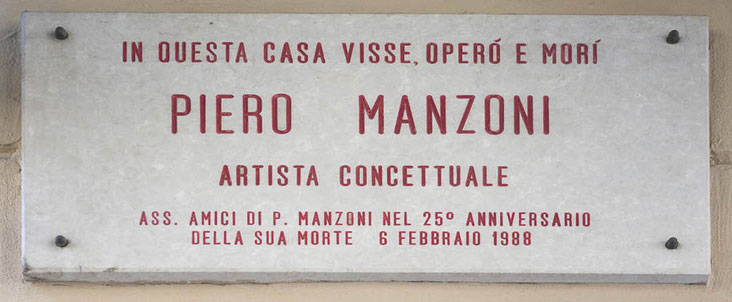 IN QUESTA CASA VISSE, OPERÓ E MORÍ
PIERO MANZONI
ARTISTA CONCETTUALE
ASS. AMICI DI P. MANZONI NEL 25º ANNIVERSARIO
DELLA SUA MORTE 6 FEBBRAIO 1988